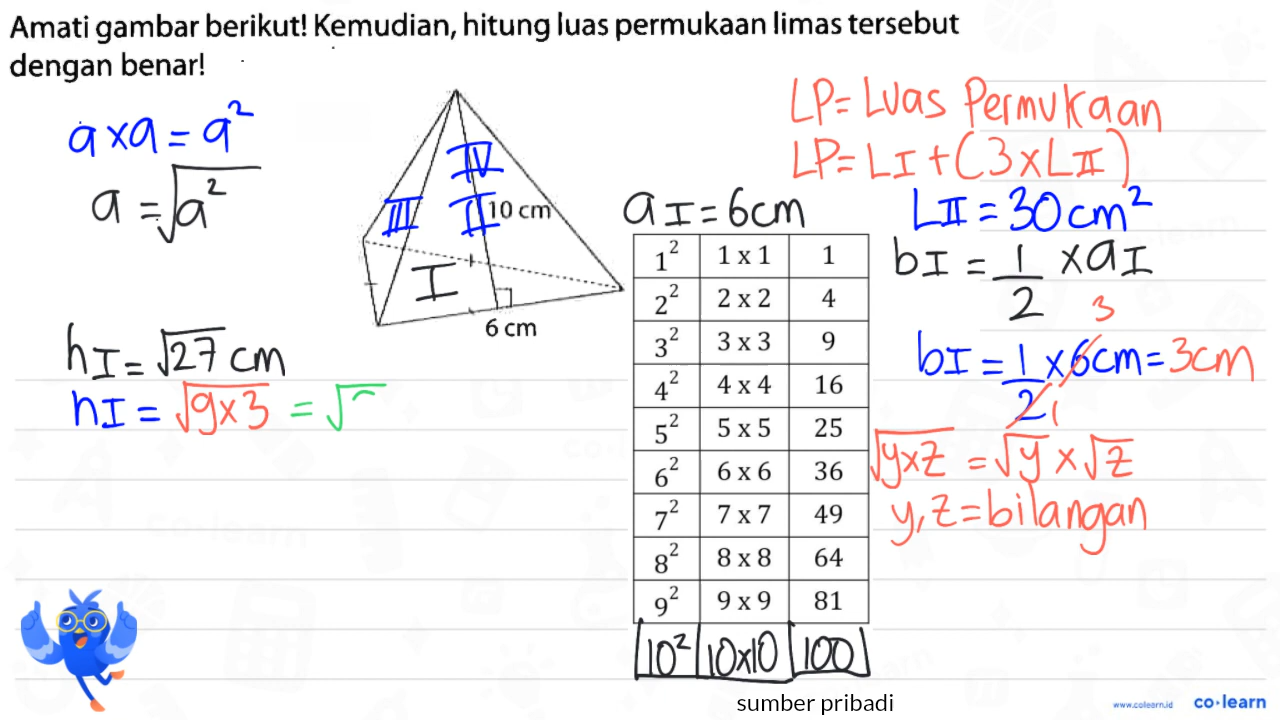 Amati gambar berikut! Kemudian, hitung luas permukaan limas tersebut
dengan benar!
a x a = a²
a = √a²
III
IV
II
10 cm
I
6 cm
hI = √27 cm
hI = √9x3 = √
aI = 6cm
1² 1 x 1 1
2² 2 x 2 4
3² 3 x 3 9
4² 4 x 4 16
5² 5 x 5 25
6² 6 x 6 36
7² 7 x 7 49
8² 8 x 8 64
9² 9 x 9 81
10² 10x10 100
sumber pribadi
LP = Luas Permukaan
LP = LI + (3 x LII)
LII = 30 cm²
bI = 1/2 x aI
3
bI = 1/2 x 6cm = 3cm
1
√yxz = √y x √z
y, z = bilangan
www.colearn.id co·learn